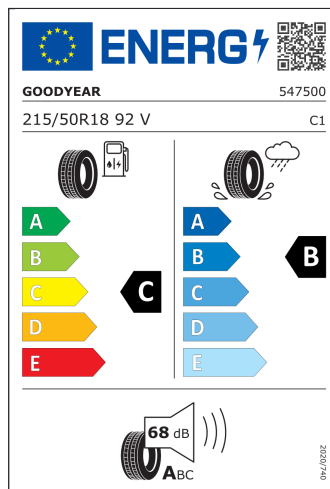 ENERG
GOODYEAR 547500
215/50R18 92 V C1
A A
B B B
C C C
D D
E E
68 dB
ABC
2020/740